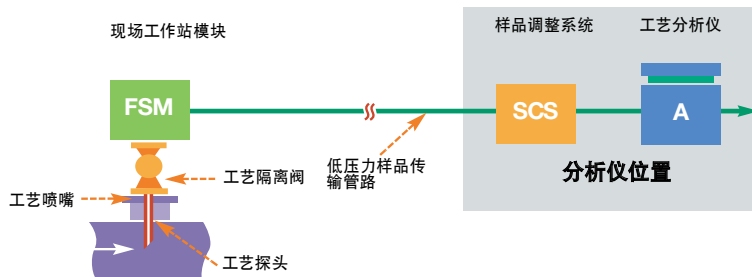 现场工作站模块
样品调整系统
工艺分析仪
FSM
SCS
A
低压力样品传
输管路
分析仪位置
工艺隔离阀
工艺喷嘴
工艺探头